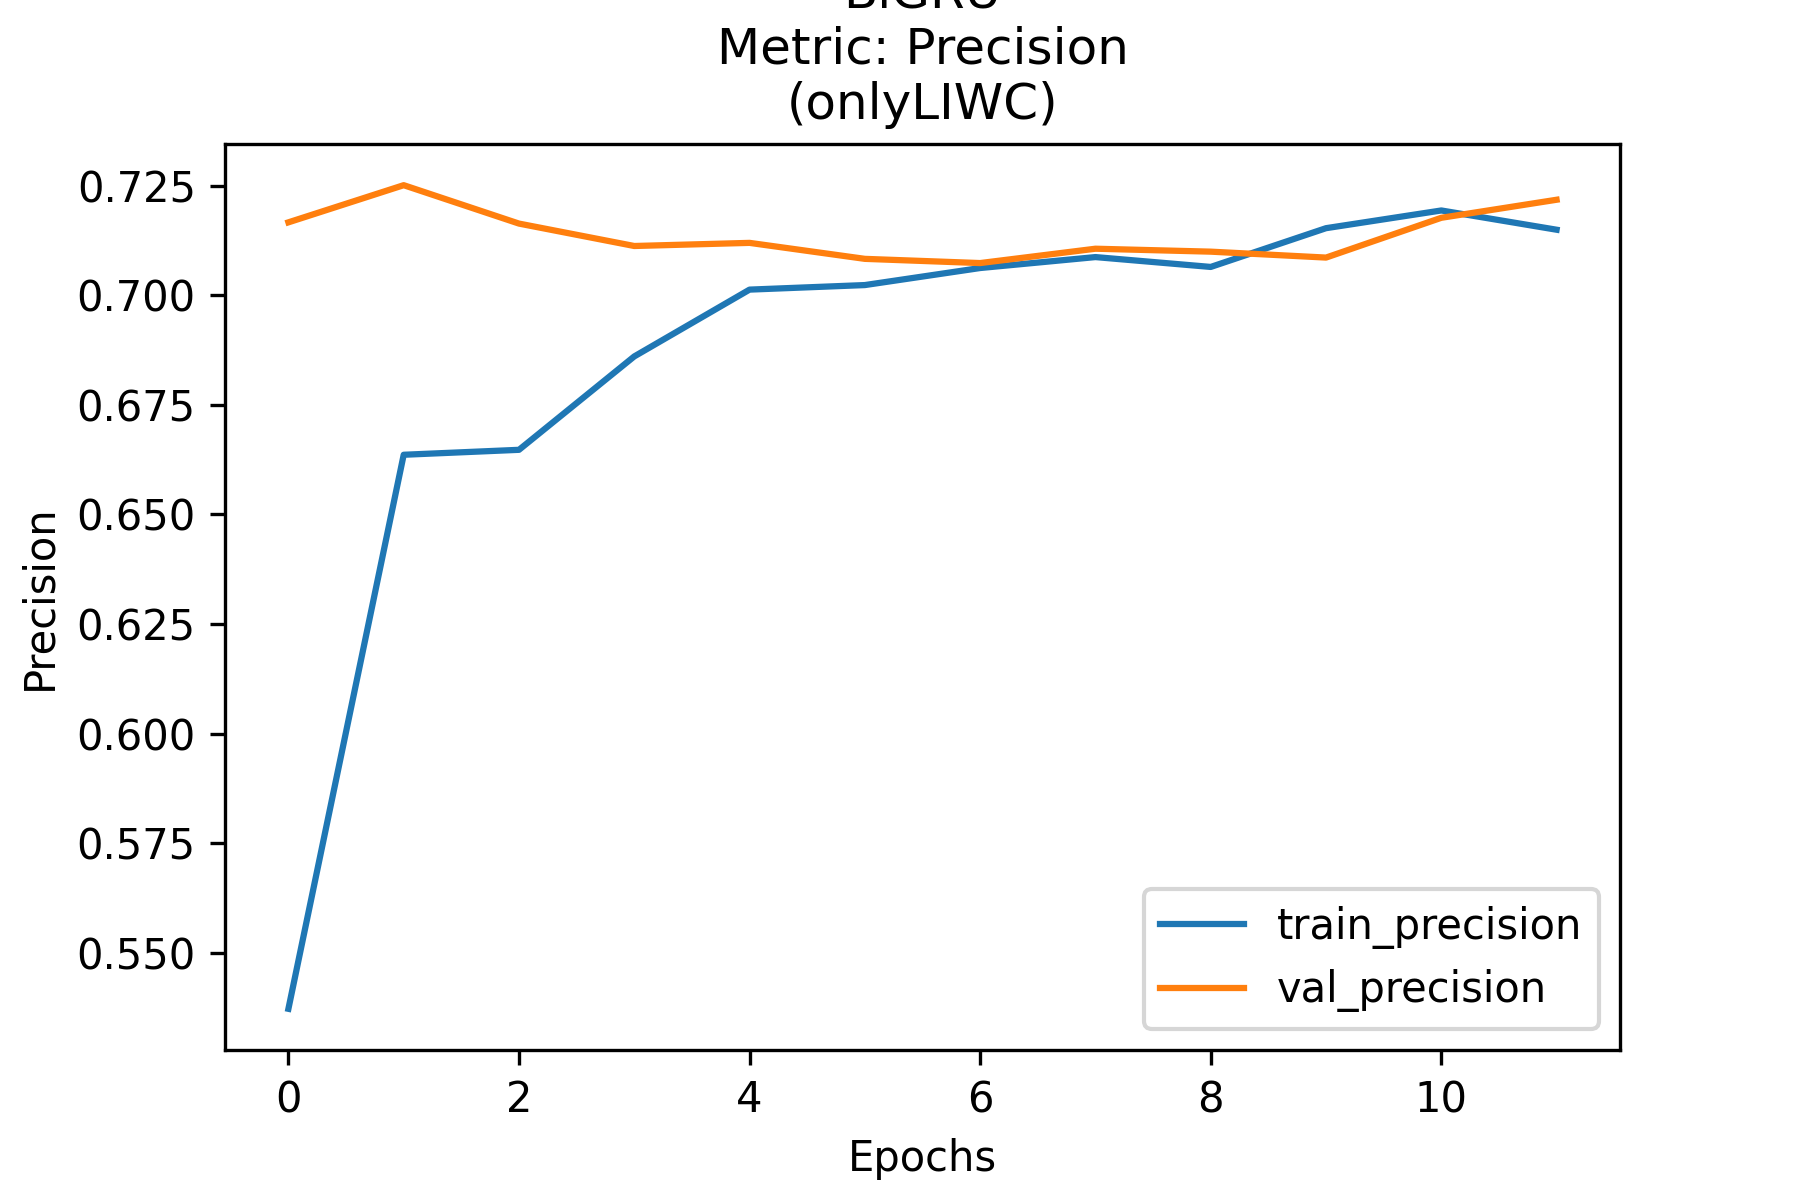 BiGRU
Metric: Precision
(onlyLIWC)
0.725
0.700
0.675
0.650
0.625
0.600
0.575
0.550
Precision
0 2 4 6 8 10
Epochs
train_precision
val_precision